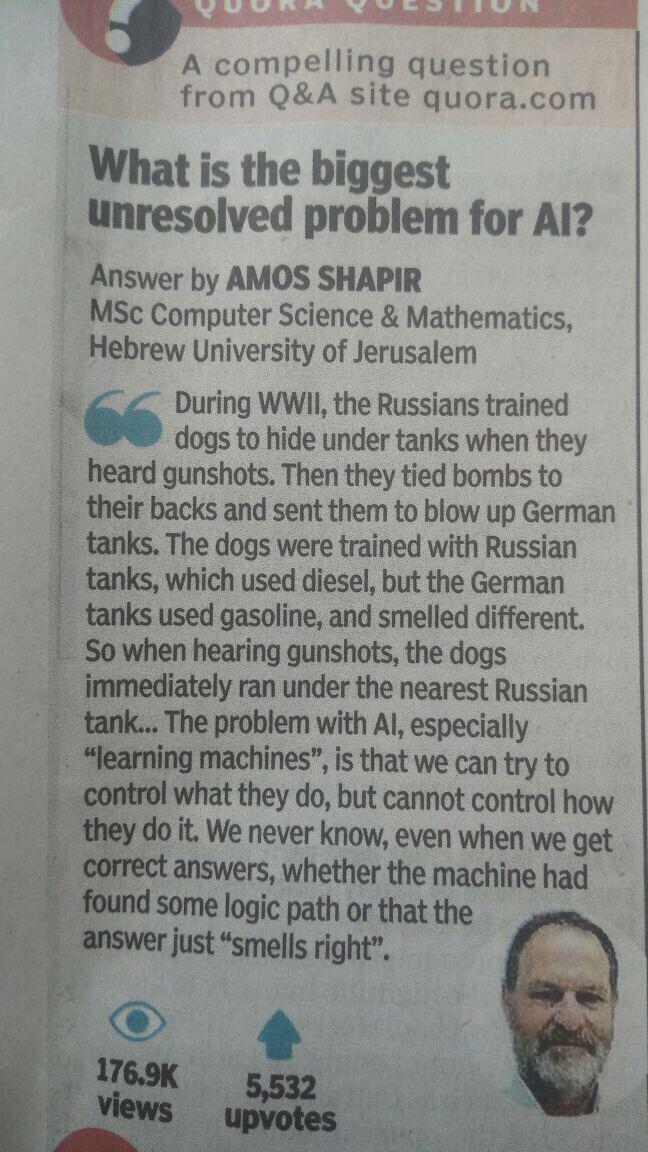 QUORA QUESTION
A compelling question
from Q&A site quora.com
What is the biggest
unresolved problem for AI?
Answer by AMOS SHAPIR
MSc Computer Science & Mathematics,
Hebrew University of Jerusalem
During WWII, the Russians trained
dogs to hide under tanks when they
heard gunshots. Then they tied bombs to
their backs and sent them to blow up German
tanks. The dogs were trained with Russian
tanks, which used diesel, but the German
tanks used gasoline, and smelled different.
So when hearing gunshots, the dogs
immediately ran under the nearest Russian
tank... The problem with AI, especially
“learning machines”, is that we can try to
control what they do, but cannot control how
they do it. We never know, even when we get
correct answers, whether the machine had
found some logic path or that the
answer just “smells right”.
176.9K
views
5,532
upvotes